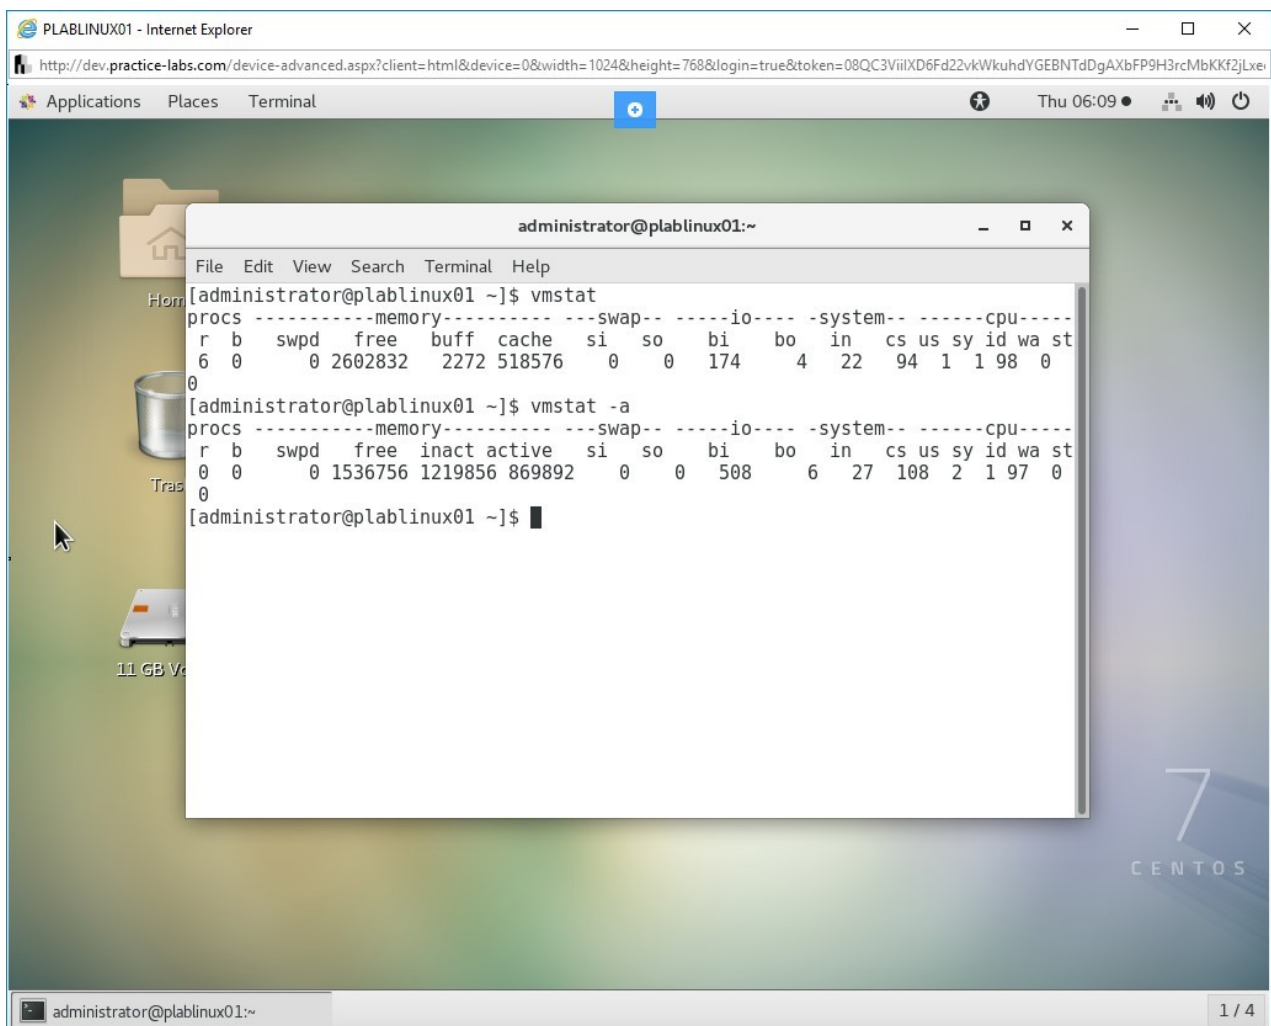 PLABLINUX01 - Internet Explorer
http://dev.practice-labs.com/device-advanced.aspx?client=html&device=0&width=1024&height=768&login=true&token=08QC3ViiIXD6Fd22vkWkuhdYGEBNTdDgAXbFP9H3rcMbKKf2jLxe
Applications Places Terminal Thu 06:09
administrator@plablinux01:~
File Edit View Search Terminal Help
[administrator@plablinux01 ~]$ vmstat
procs -----------memory---------- ---swap-- -----io---- -system-- ------cpu-----
 r  b   swpd   free   buff  cache   si   so    bi    bo   in   cs us sy id wa st
 6  0      0 2602832   2272 518576    0    0   174     4   22   94  1  1 98  0
0
[administrator@plablinux01 ~]$ vmstat -a
procs -----------memory---------- ---swap-- -----io---- -system-- ------cpu-----
 r  b   swpd   free  inact active   si   so    bi    bo   in   cs us sy id wa st
 0  0      0 1536756 1219856 869892    0    0   508     6   27  108  2  1 97  0
 0
[administrator@plablinux01 ~]$
Hom
Tras
11 GB Vo
7
CENTOS
administrator@plablinux01:~ 1 / 4